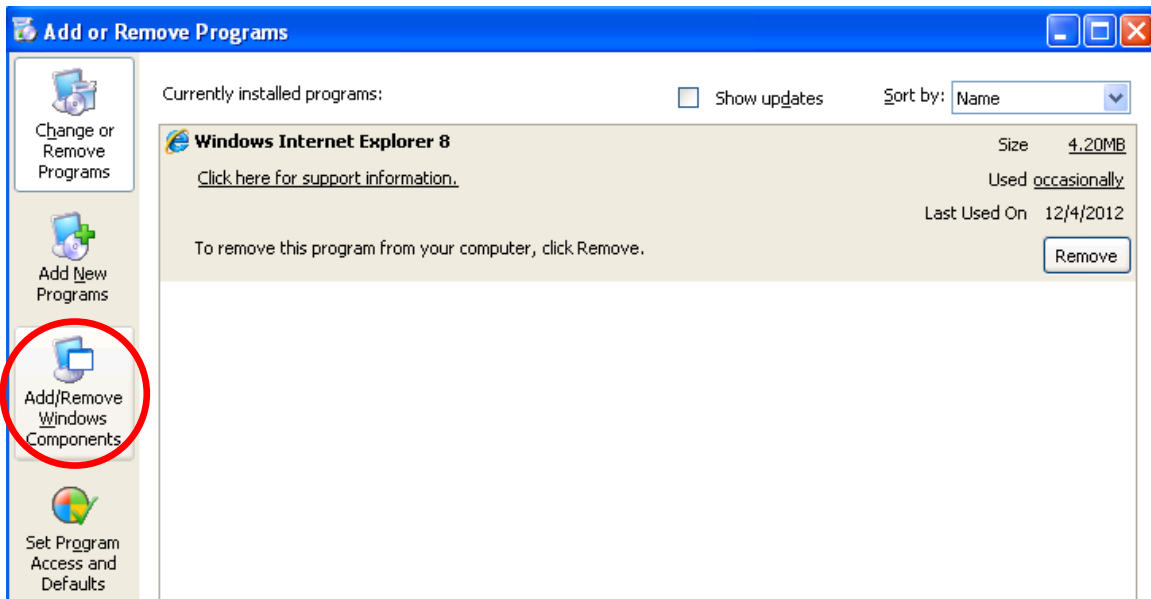 Add or Remove Programs
Change or
Remove
Programs
Add New
Programs
Add/Remove
Windows
Components
Set Program
Access and
Defaults
Currently installed programs:
Show updates
Sort by: Name
Windows Internet Explorer 8
Size 4.20MB
Click here for support information.
Used occasionally
Last Used On 12/4/2012
To remove this program from your computer, click Remove.
Remove